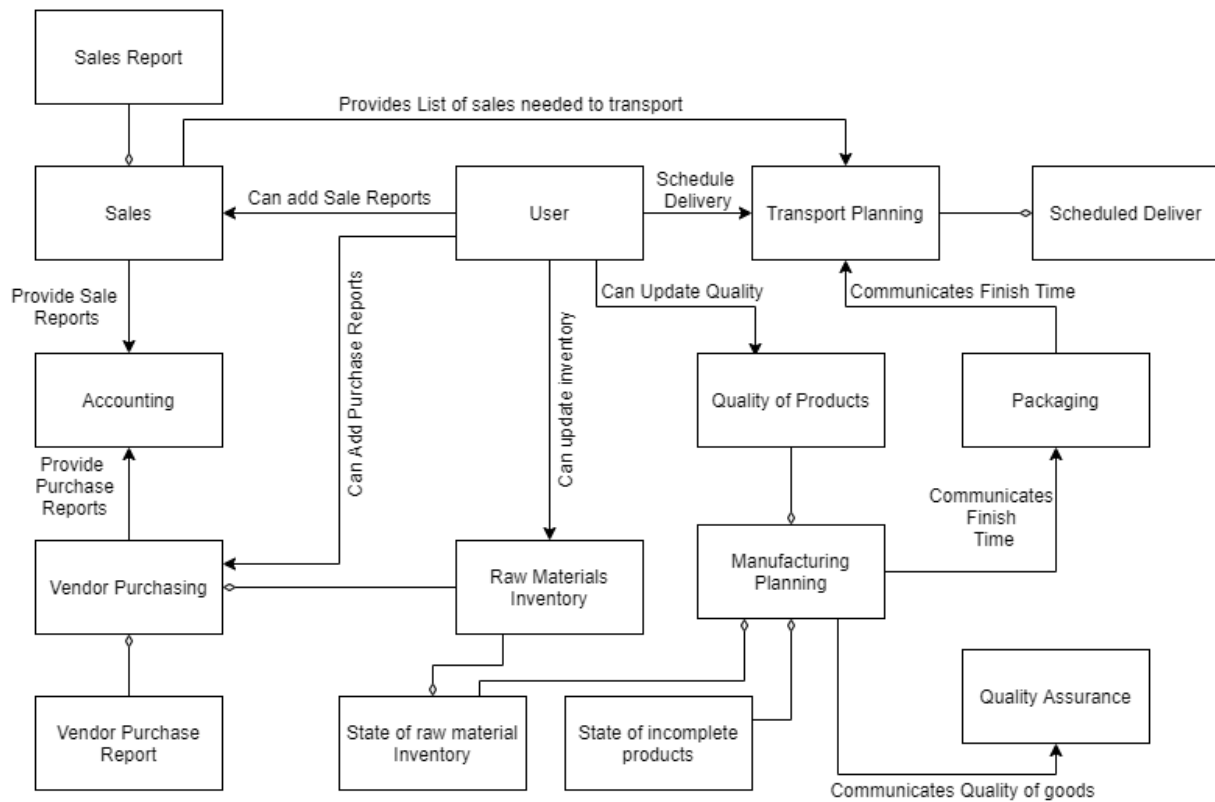 Sales Report
Provides List of sales needed to transport
Sales
Can add Sale Reports
User
Schedule
Delivery
Transport Planning
Scheduled Deliver
Provide Sale
Reports
Can Add Purchase Reports
Can update inventory
Can Update Quality
Communicates Finish Time
Accounting
Quality of Products
Packaging
Provide
Purchase
Reports
Communicates
Finish
Time
Vendor Purchasing
Raw Materials
Inventory
Manufacturing
Planning
Vendor Purchase
Report
State of raw material
Inventory
State of incomplete
products
Quality Assurance
Communicates Quality of goods